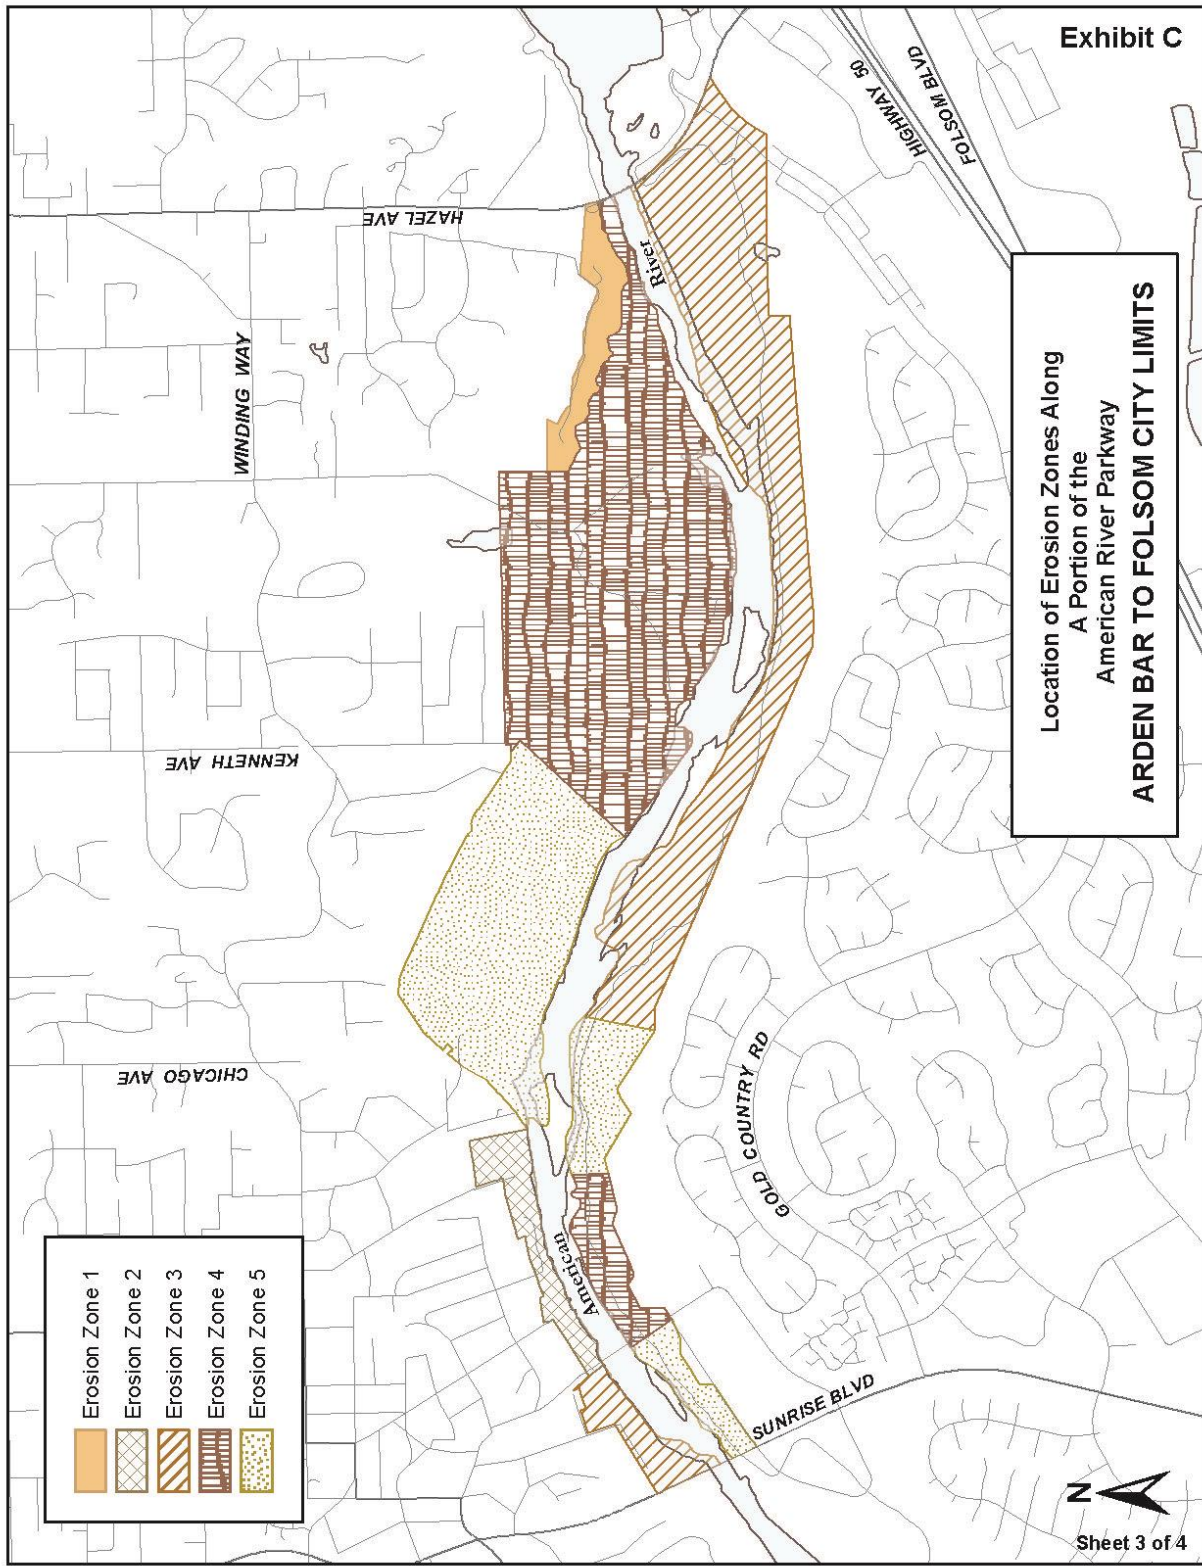 Exhibit C
HIGHWAY 50
FOLSOM BLVD
HAZEL AVE
WINDING WAY
KENNETH AVE
CHICAGO AVE
River
American
GOLD COUNTRY RD
SUNRISE BLVD
Erosion Zone 1
Erosion Zone 2
Erosion Zone 3
Erosion Zone 4
Erosion Zone 5
Location of Erosion Zones Along
A Portion of the
American River Parkway
ARDEN BAR TO FOLSOM CITY LIMITS
N
Sheet 3 of 4